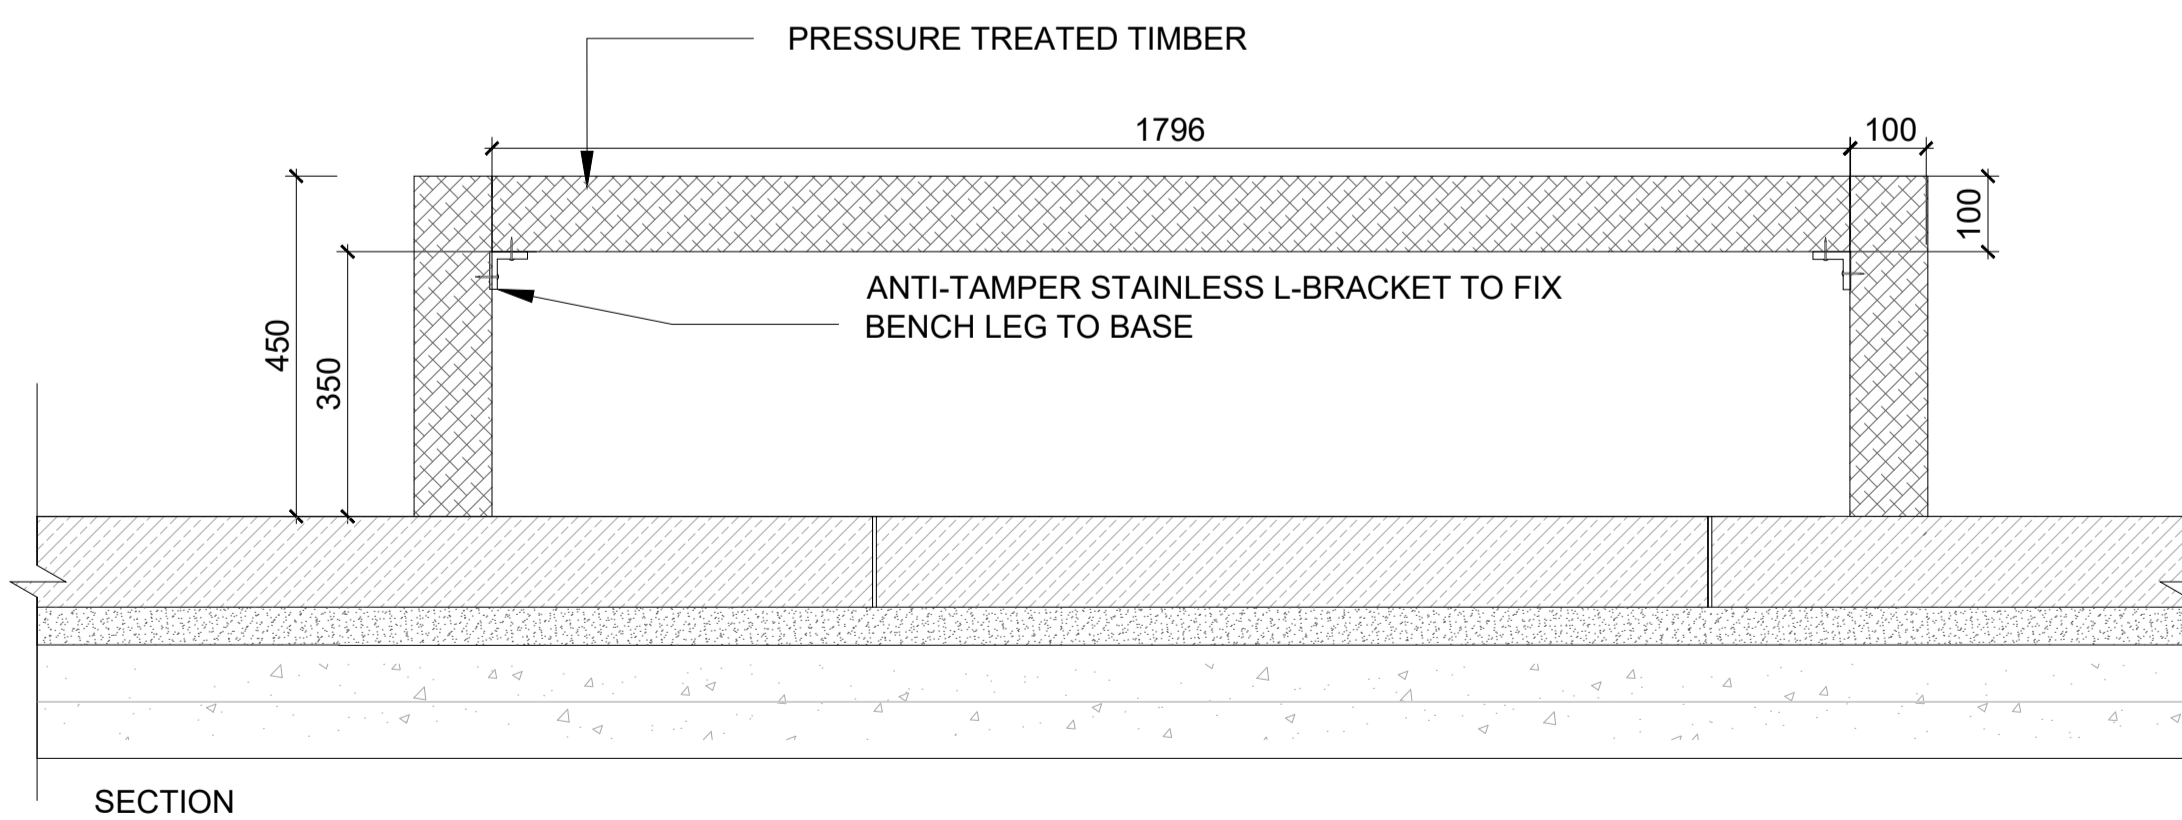 PRESSURE TREATED TIMBER
1796
100
100
ANTI-TAMPER STAINLESS L-BRACKET TO FIX
BENCH LEG TO BASE
450
350
SECTION